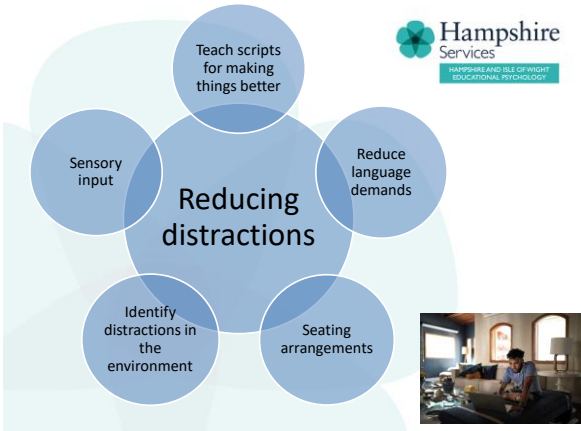 Hampshire
Services
HAMPSHIRE AND ISLE OF WIGHT
EDUCATIONAL PSYCHOLOGY
Teach scripts
for making
things better
Sensory
input
Reduce
language
demands
Reducing
distractions
Identify
distractions in
the
environment
Seating
arrangements